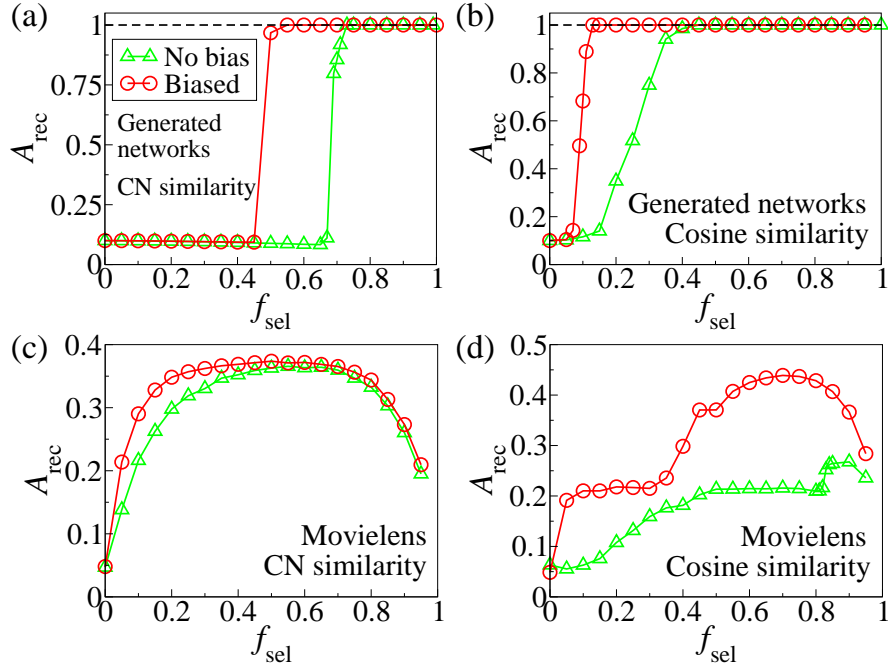 (a)
1
0.75
0.5
0.25
0
A_rec
No bias
Biased
Generated
networks
CN similarity
0 0.2 0.4 0.6 0.8 1
f_sel
(b)
1
0.8
0.6
0.4
0.2
0
A_rec
Generated networks
Cosine similarity
0 0.2 0.4 0.6 0.8 1
f_sel
(c)
0.4
0.3
0.2
0.1
0
A_rec
Movielens
CN similarity
0 0.2 0.4 0.6 0.8 1
f_sel
(d)
0.5
0.4
0.3
0.2
0.1
0
A_rec
Movielens
Cosine similarity
0 0.2 0.4 0.6 0.8 1
f_sel